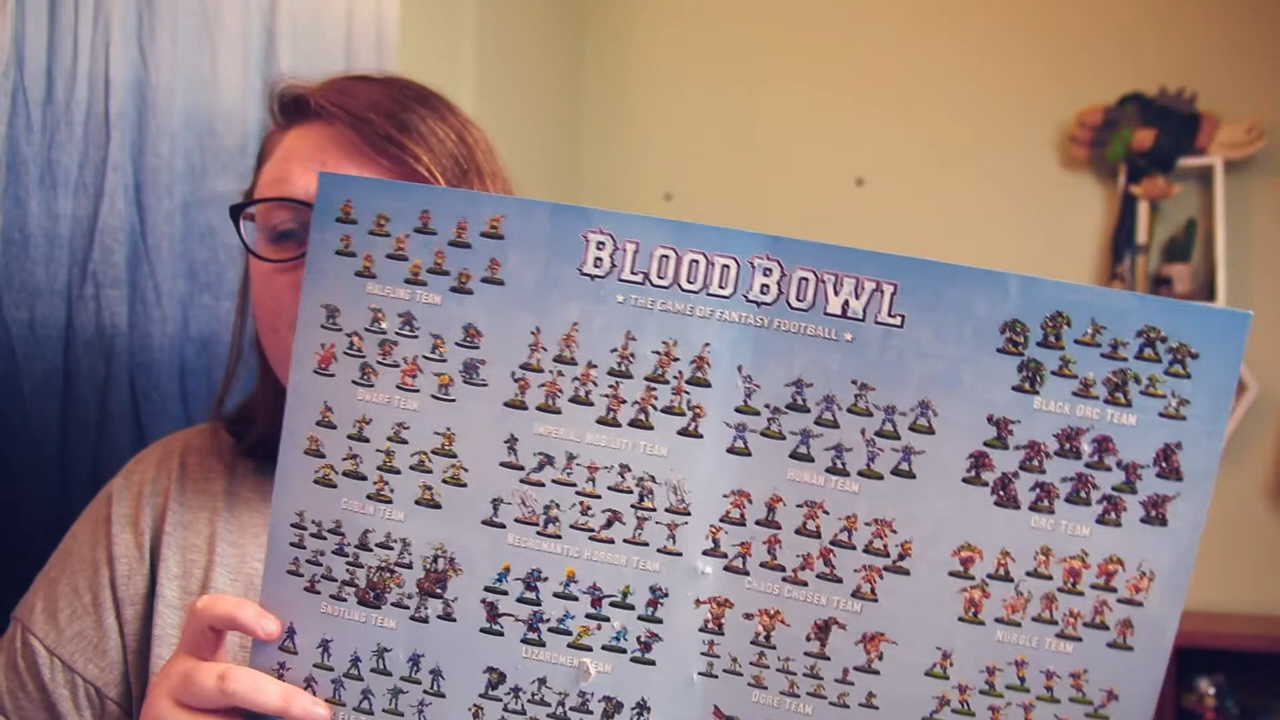 BLOOD BOWL
★ THE GAME OF FANTASY FOOTBALL ★
HALFLING TEAM
DWARF TEAM
GOBLIN TEAM
SNOTLING TEAM
ELF
IMPERIAL NOBILITY TEAM
NECROMANTIC HORROR TEAM
LIZARDMEN TEAM
HUMAN TEAM
CHAOS CHOSEN TEAM
OGRE TEAM
BLACK ORC TEAM
ORC TEAM
NURGLE TEAM